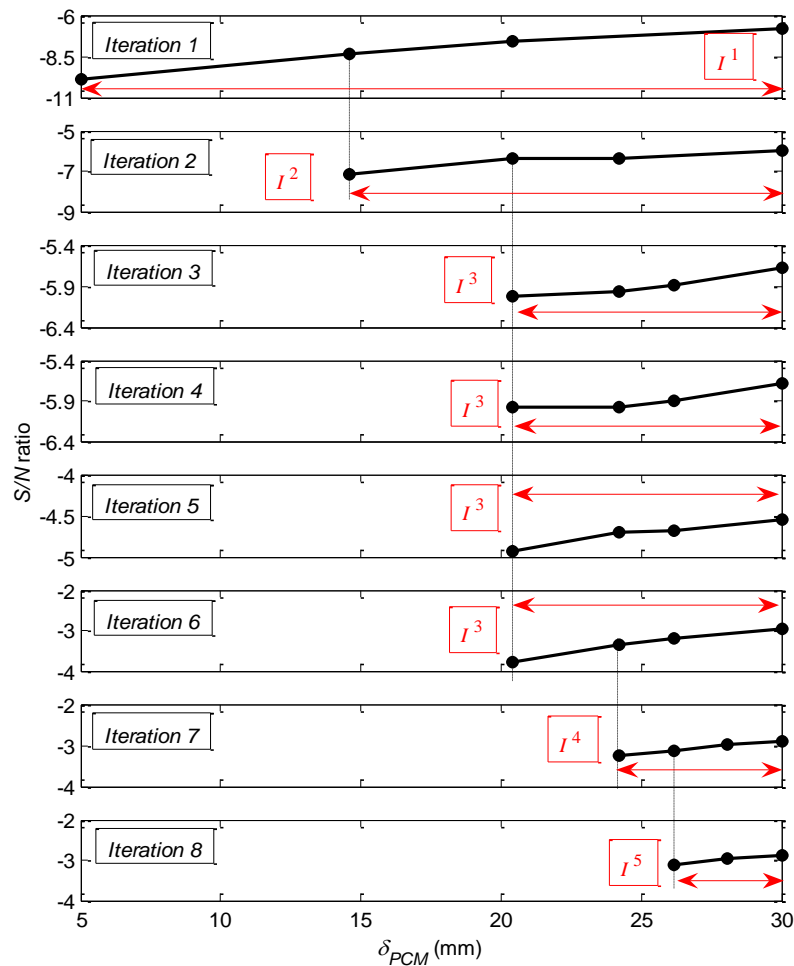 -6
Iteration 1
-8.5
I 1
-11
-5
Iteration 2
-7
I 2
-9
-5.4
Iteration 3
-5.9
I 3
-6.4
-5.4
Iteration 4
-5.9
I 3
-6.4
S/N ratio
-4
Iteration 5
-4.5
I 3
-5
-2
Iteration 6
-3
I 3
-4
-2
Iteration 7
-3
I 4
-4
-2
Iteration 8
-3
I 5
-4
5 10 15 20 25 30
δPCM (mm)